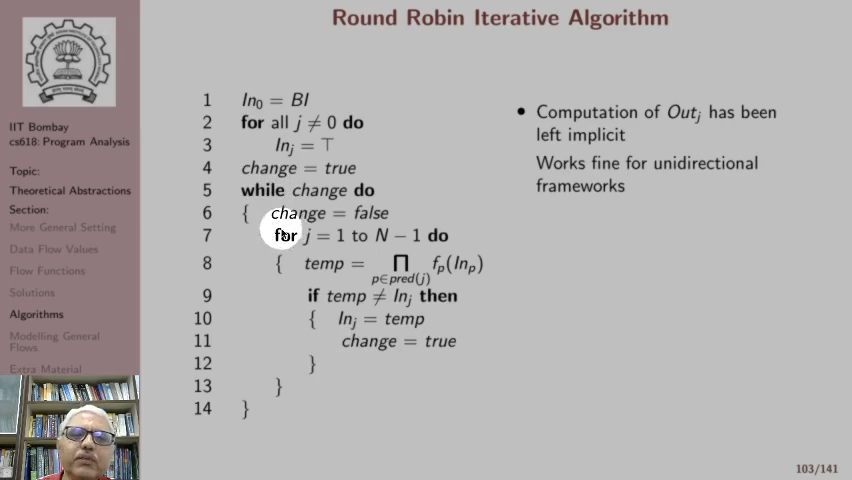 Round Robin Iterative Algorithm
IIT Bombay
cs618: Program Analysis
Topic:
Theoretical Abstractions
Section:
More General Setting
Data Flow Values
Flow Functions
Solutions
Algorithms
Modelling General
Flows
Extra Material
1 In₀ = BI
2 for all j ≠ 0 do
3 Inⱼ = ⊤
4 change = true
5 while change do
6 { change = false
7 for j = 1 to N − 1 do
8 { temp = ⊓ fₚ(Inₚ)
p∈pred(j)
9 if temp ≠ Inⱼ then
10 { Inⱼ = temp
11 change = true
12 }
13 }
14 }
• Computation of Outⱼ has been
left implicit
Works fine for unidirectional
frameworks
103/141